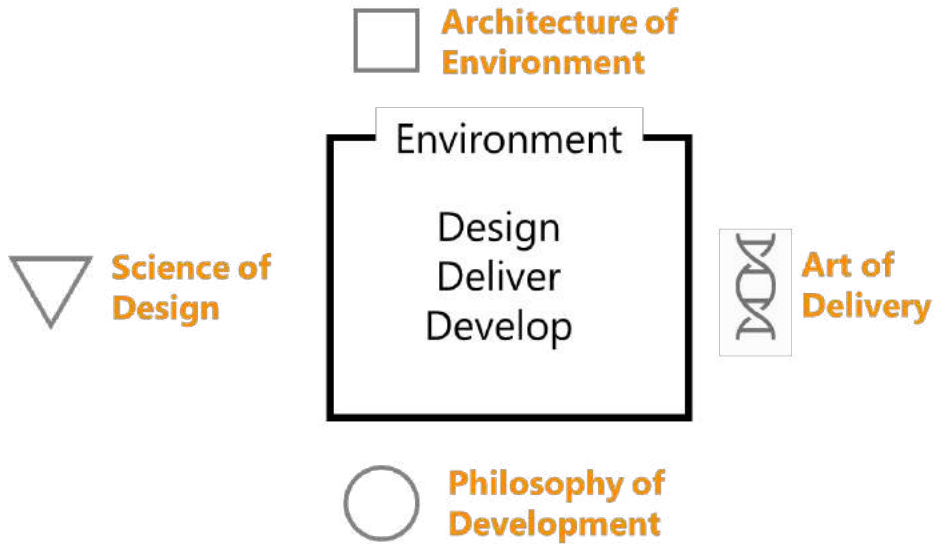 Architecture of
Environment
Environment
Design
Deliver
Develop
Science of
Design
Art of
Delivery
Philosophy of
Development